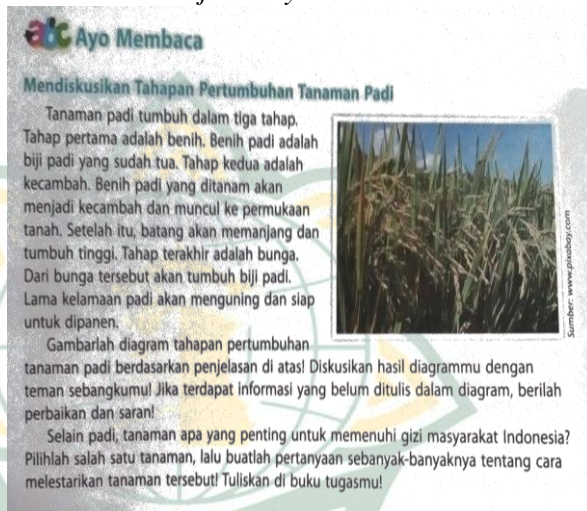 abc Ayo Membaca
Mendiskusikan Tahapan Pertumbuhan Tanaman Padi
Tanaman padi tumbuh dalam tiga tahap.
Tahap pertama adalah benih. Benih padi adalah
biji padi yang sudah tua. Tahap kedua adalah
kecambah. Benih padi yang ditanam akan
menjadi kecambah dan muncul ke permukaan
tanah. Setelah itu, batang akan memanjang dan
tumbuh tinggi. Tahap terakhir adalah bunga.
Dari bunga tersebut akan tumbuh biji padi.
Lama kelamaan padi akan menguning dan siap
untuk dipanen.
Sumber: www.pixabay.com
Gambarlah diagram tahapan pertumbuhan
tanaman padi berdasarkan penjelasan di atas! Diskusikan hasil diagrammu dengan
teman sebangkumu! Jika terdapat informasi yang belum ditulis dalam diagram, berilah
perbaikan dan saran!
Selain padi, tanaman apa yang penting untuk memenuhi gizi masyarakat Indonesia?
Pilihlah salah satu tanaman, lalu buatlah pertanyaan sebanyak-banyaknya tentang cara
melestarikan tanaman tersebut! Tuliskan di buku tugasmu!